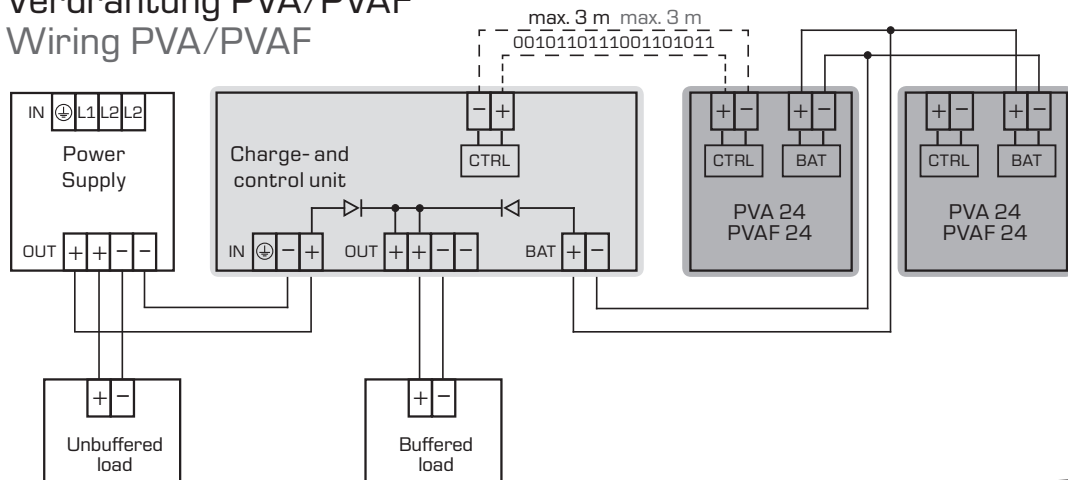 Verdrahtung PVA/PVAF
Wiring PVA/PVAF
max. 3 m max. 3 m
00101101110011010 11
IN L1 L2 L2
Power
Supply
OUT + + − −
Charge- and
control unit
− +
CTRL
IN − +
OUT + + − −
BAT + −
+ − + −
CTRL BAT
PVA 24
PVAF 24
+ − + −
CTRL BAT
PVA 24
PVAF 24
+ −
Unbuffered
load
+ −
Buffered
load